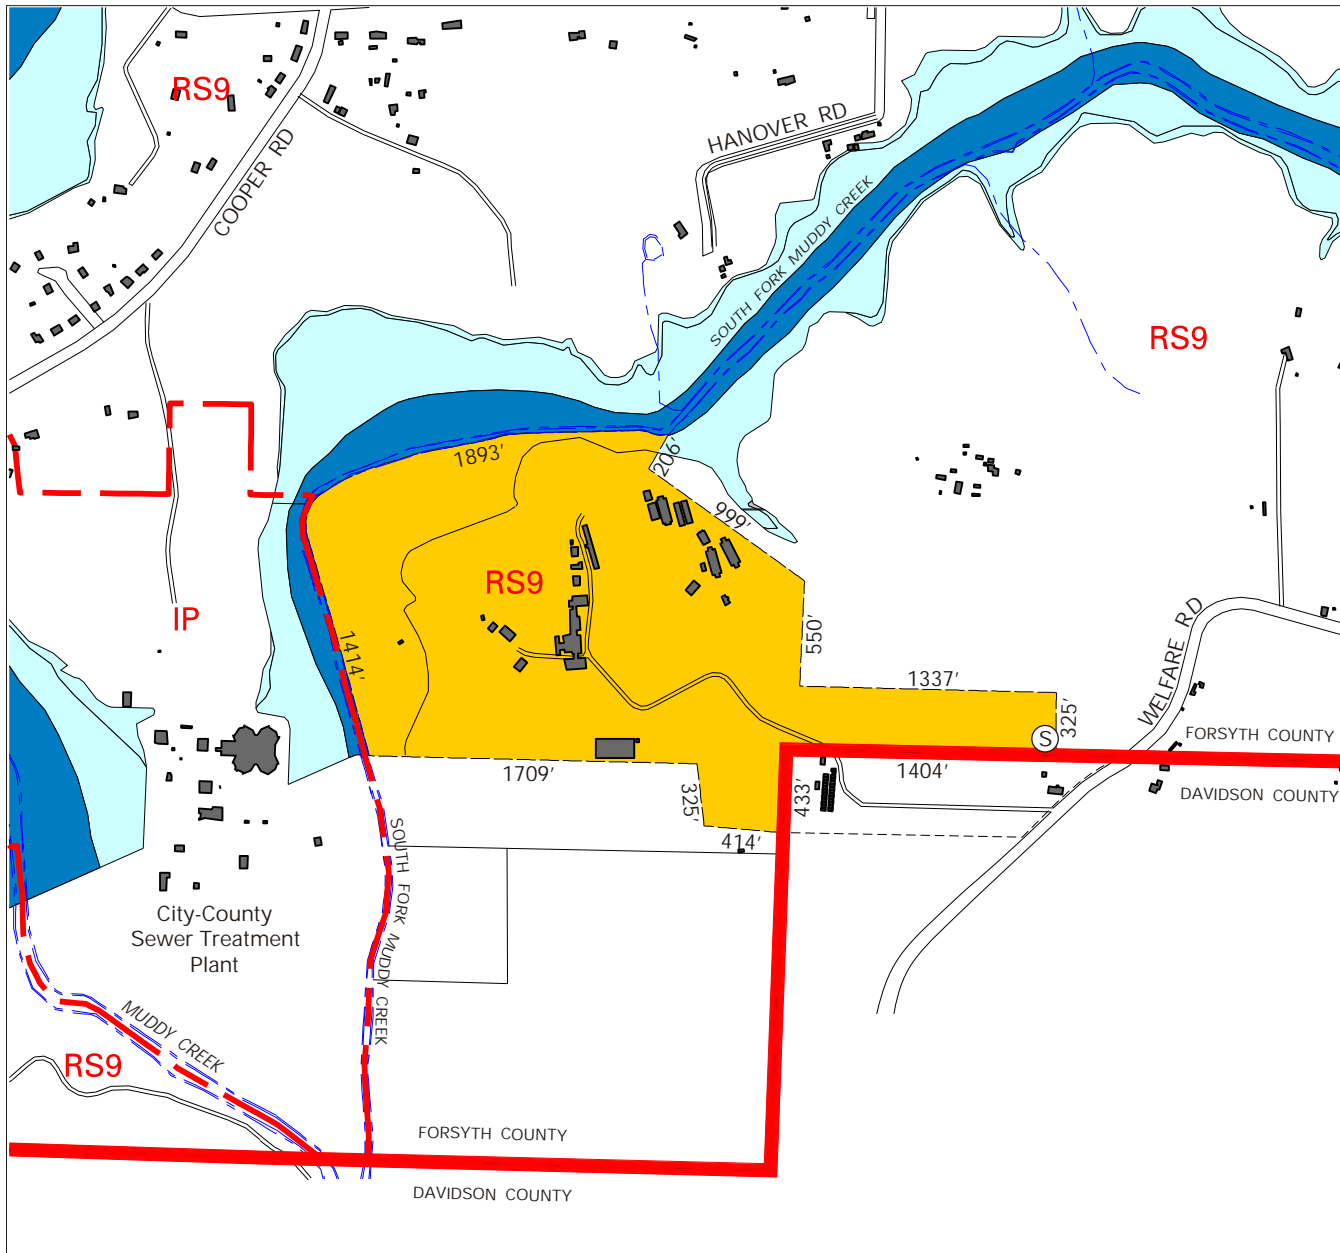 RS9
COOPER RD
HANOVER RD
SOUTH FORK MUDDY CREEK
RS9
1893'
206'
999'
RS9
550'
IP
1414'
1337'
325'
WELFARE RD
S
FORSYTH COUNTY
DAVIDSON COUNTY
1709'
1404'
325'
433'
414'
SOUTH FORK MUDDY CREEK
City-County
Sewer Treatment
Plant
MUDDY CREEK
RS9
FORSYTH COUNTY
DAVIDSON COUNTY